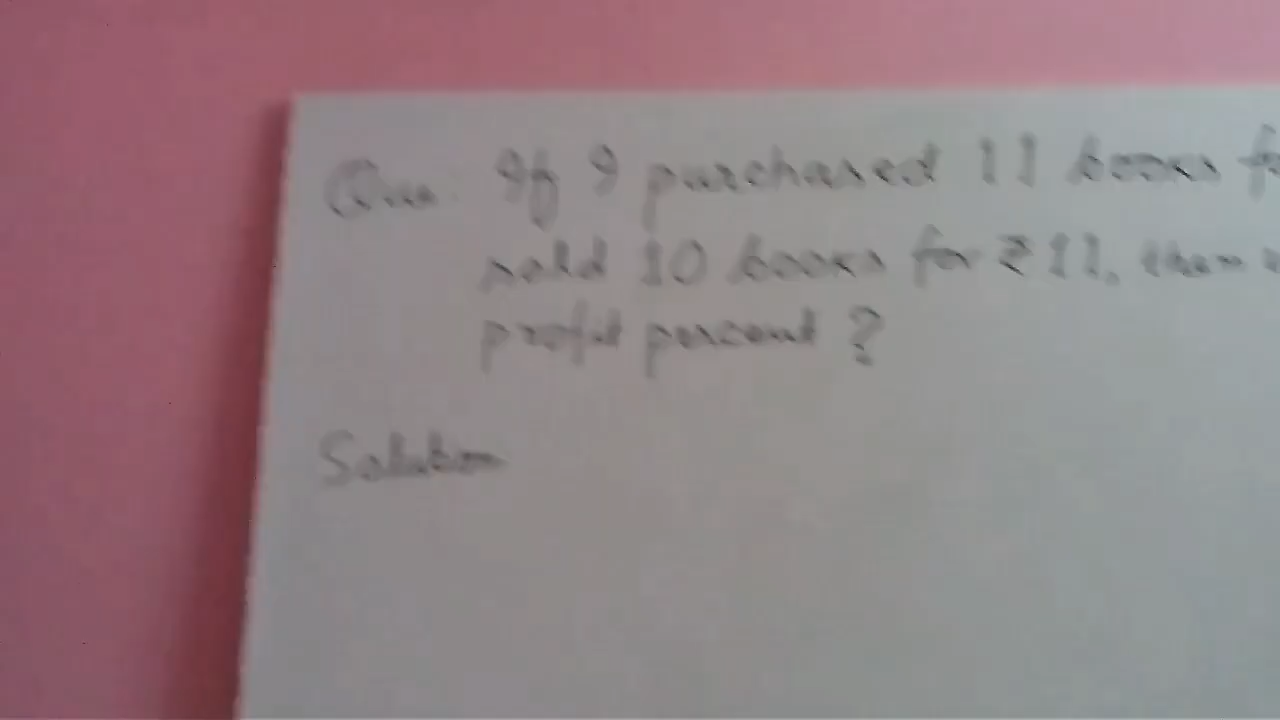 Que. If I purchased 11 books
sold 10 books for ₹11, then
profit percent ?
Solution